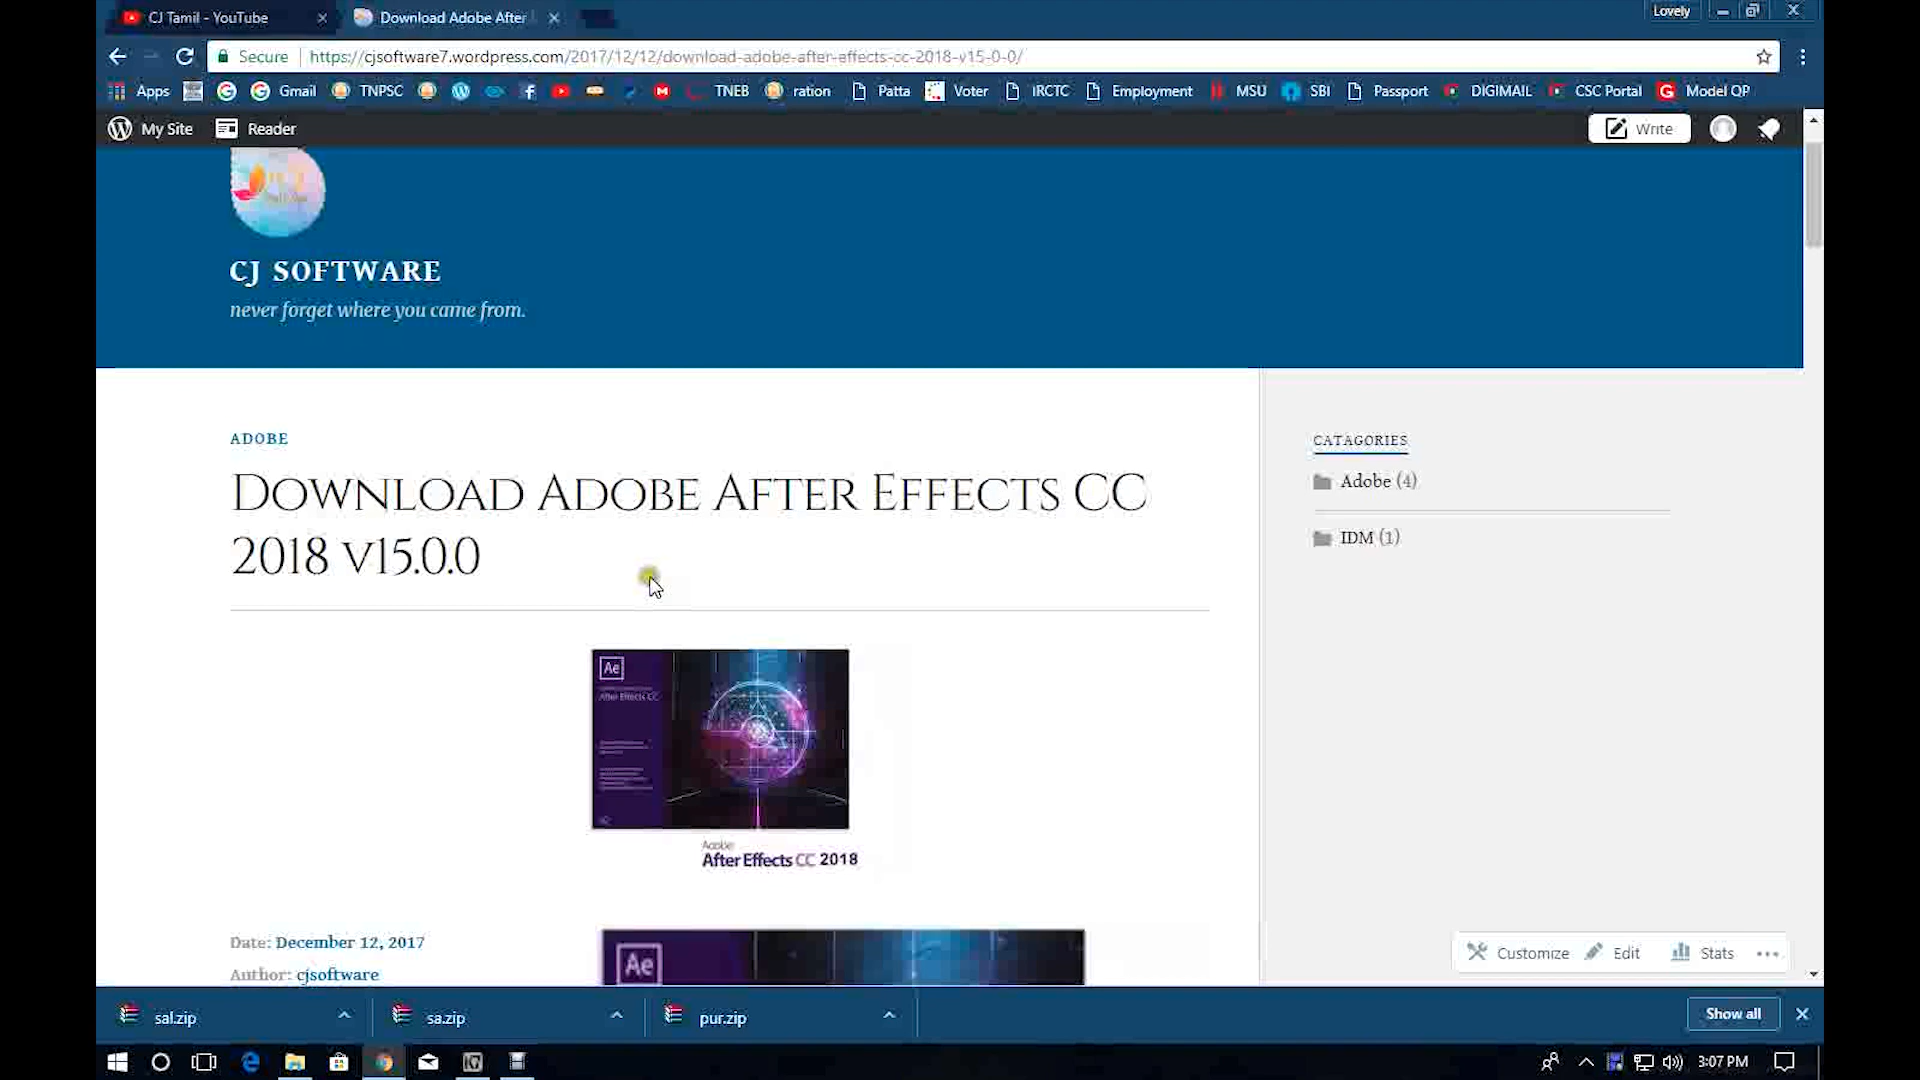 CJ Tamil - YouTube
Download Adobe After
Lovely
Secure
https://cjsoftware7.wordpress.com/2017/12/12/download-adobe-after-effects-cc-2018-v15-0-0/
Apps Gmail TNPSC TNEB ration Patta Voter IRCTC Employment MSU SBI Passport DIGIMAIL CSC Portal Model QP
My Site Reader Write
CJ SOFTWARE
never forget where you came from.
ADOBE
DOWNLOAD ADOBE AFTER EFFECTS CC
2018 V15.0.0
CATAGORIES
Adobe (4)
IDM (1)
Ae
After Effects CC
Adobe
After Effects CC 2018
Date: December 12, 2017
Author: cjsoftware
Ae
Customize Edit Stats
sal.zip sa.zip pur.zip Show all
3:07 PM